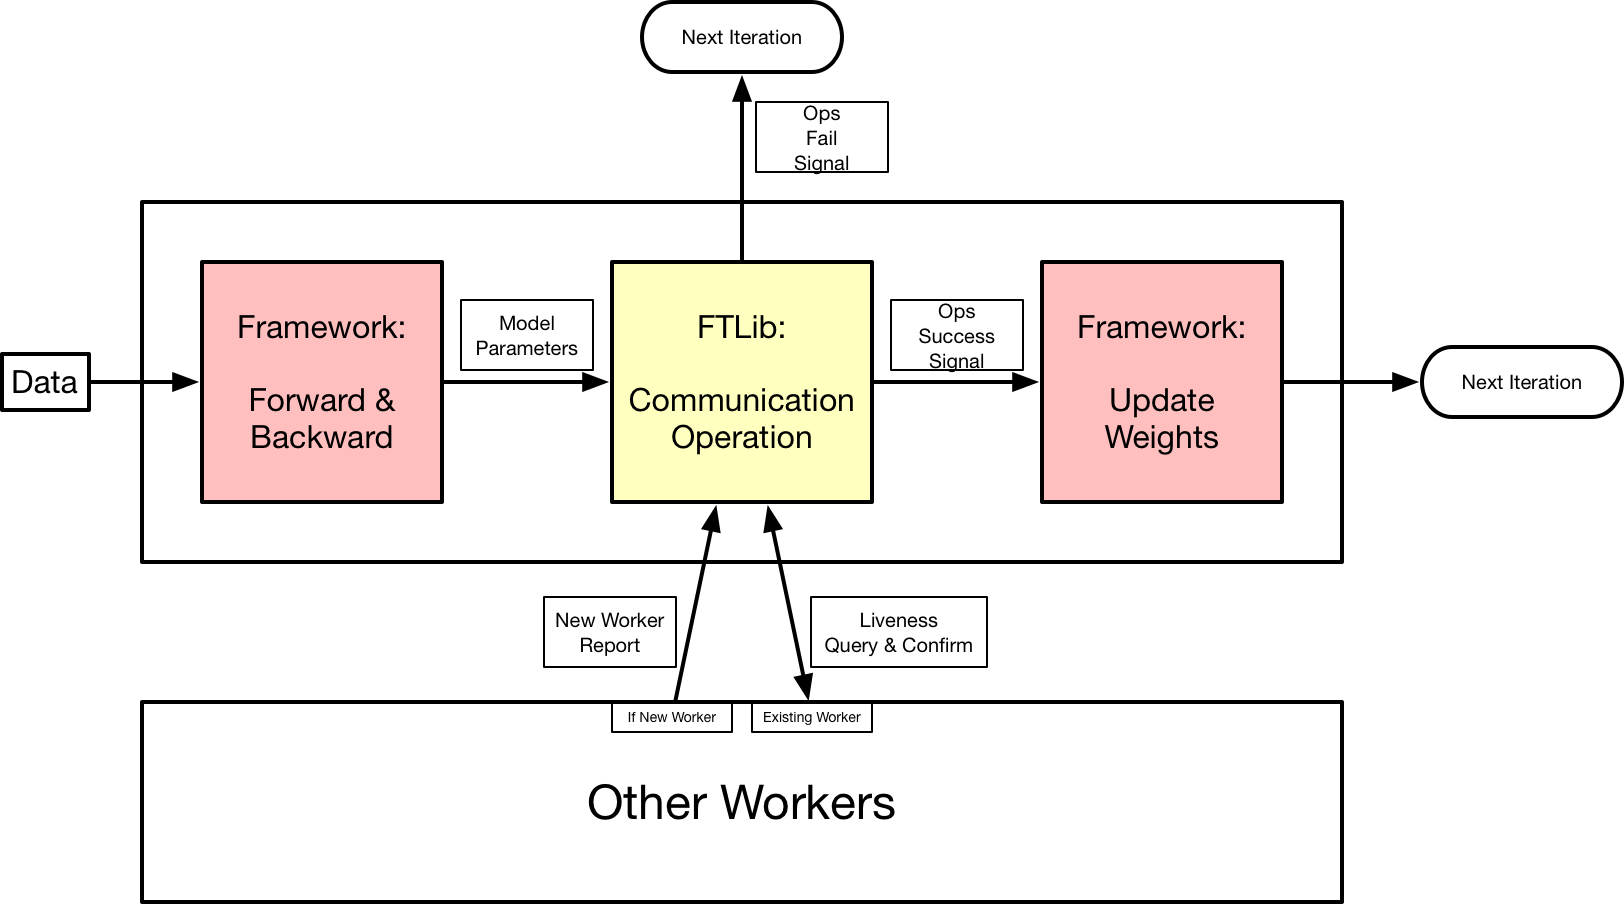 Next Iteration
Ops
Fail
Signal
Data
Framework:
Forward &
Backward
Model
Parameters
FTLib:
Communication
Operation
Ops
Success
Signal
Framework:
Update
Weights
Next Iteration
New Worker
Report
Liveness
Query & Confirm
If New Worker
Existing Worker
Other Workers